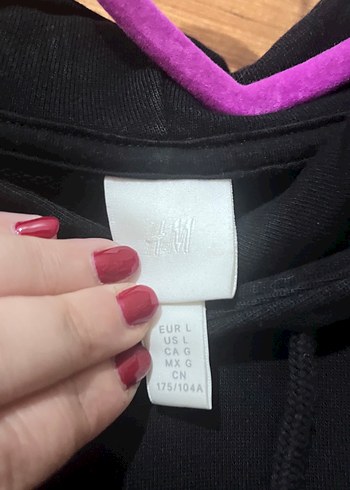 H&M
EUR L
US L
CA G
MX G
CN
175/104A